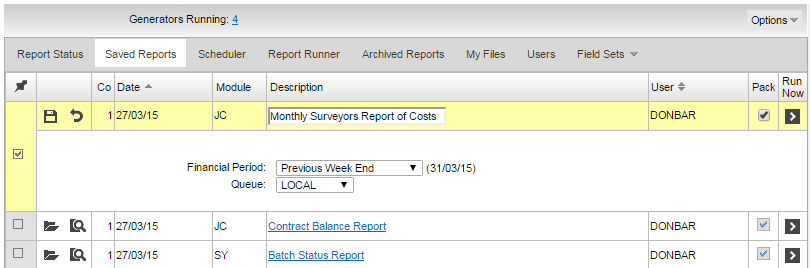 Generators Running: 4
Options
Report Status Saved Reports Scheduler Report Runner Archived Reports My Files Users Field Sets
Co Date Module Description User Pack Run Now
1 27/03/15 JC Monthly Surveyors Report of Costs DONBAR
Financial Period: Previous Week End (31/03/15)
Queue: LOCAL
1 27/03/15 JC Contract Balance Report DONBAR
1 27/03/15 SY Batch Status Report DONBAR